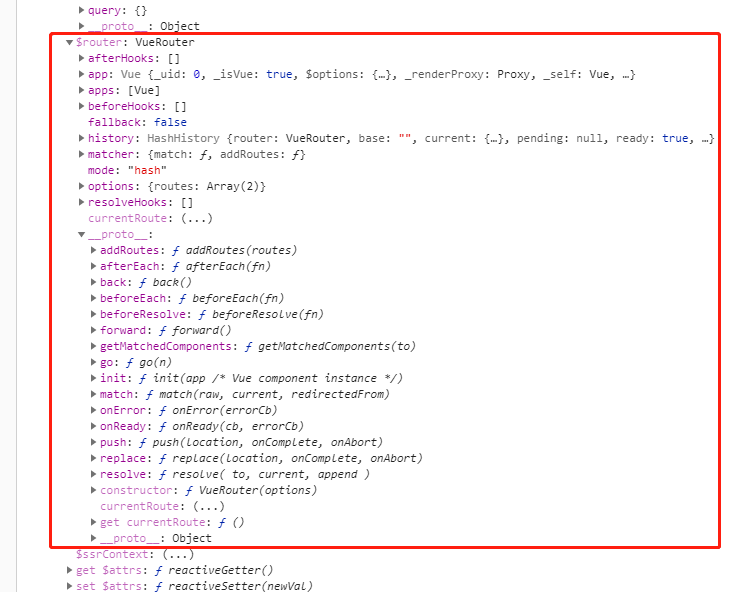 query: {}
__proto__: Object
$router: VueRouter
afterHooks: []
app: Vue {_uid: 0, _isVue: true, $options: {…}, _renderProxy: Proxy, _self: Vue, …}
apps: [Vue]
beforeHooks: []
fallback: false
history: HashHistory {router: VueRouter, base: "", current: {…}, pending: null, ready: true, …}
matcher: {match: ƒ, addRoutes: ƒ}
mode: "hash"
options: {routes: Array(2)}
resolveHooks: []
currentRoute: (...)
__proto__:
addRoutes: ƒ addRoutes(routes)
afterEach: ƒ afterEach(fn)
back: ƒ back()
beforeEach: ƒ beforeEach(fn)
beforeResolve: ƒ beforeResolve(fn)
forward: ƒ forward()
getMatchedComponents: ƒ getMatchedComponents(to)
go: ƒ go(n)
init: ƒ init(app /* Vue component instance */)
match: ƒ match(raw, current, redirectedFrom)
onError: ƒ onError(errorCb)
onReady: ƒ onReady(cb, errorCb)
push: ƒ push(location, onComplete, onAbort)
replace: ƒ replace(location, onComplete, onAbort)
resolve: ƒ resolve( to, current, append )
constructor: ƒ VueRouter(options)
currentRoute: (...)
get currentRoute: ƒ ()
__proto__: Object
$ssrContext: (...)
get $attrs: ƒ reactiveGetter()
set $attrs: ƒ reactiveSetter(newVal)